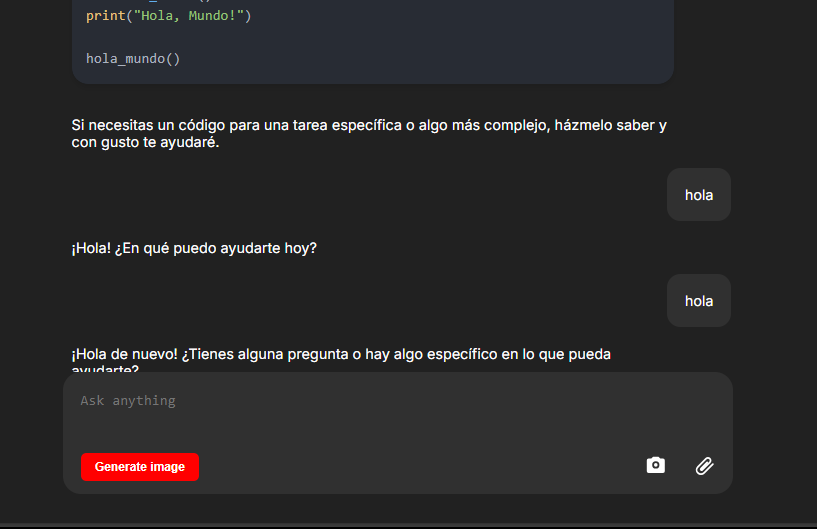 print("Hola, Mundo!")
hola_mundo()
Si necesitas un código para una tarea específica o algo más complejo, házmelo saber y
con gusto te ayudaré.
hola
¡Hola! ¿En qué puedo ayudarte hoy?
hola
¡Hola de nuevo! ¿Tienes alguna pregunta o hay algo específico en lo que pueda
ayudarte?
Ask anything
Generate image